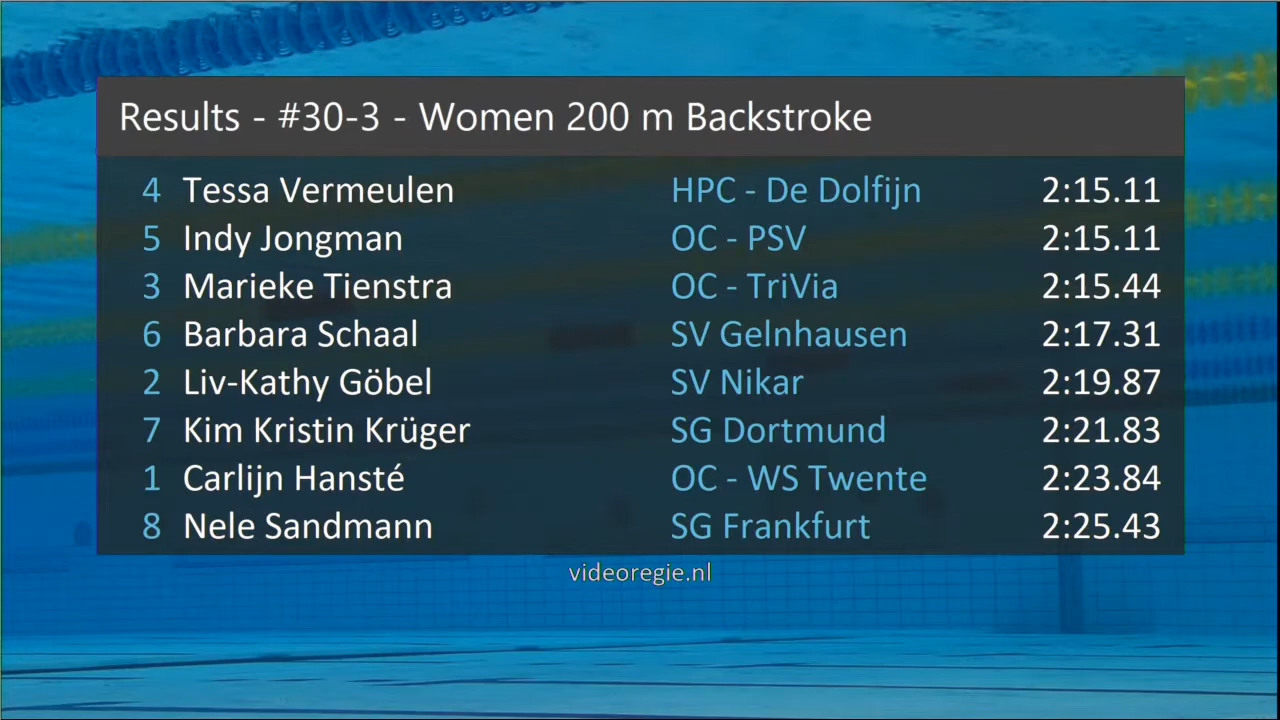 Results - #30-3 - Women 200 m Backstroke
4 Tessa Vermeulen HPC - De Dolfijn 2:15.11
5 Indy Jongman OC - PSV 2:15.11
3 Marieke Tienstra OC - TriVia 2:15.44
6 Barbara Schaal SV Gelnhausen 2:17.31
2 Liv-Kathy Göbel SV Nikar 2:19.87
7 Kim Kristin Krüger SG Dortmund 2:21.83
1 Carlijn Hansté OC - WS Twente 2:23.84
8 Nele Sandmann SG Frankfurt 2:25.43
videoregie.nl